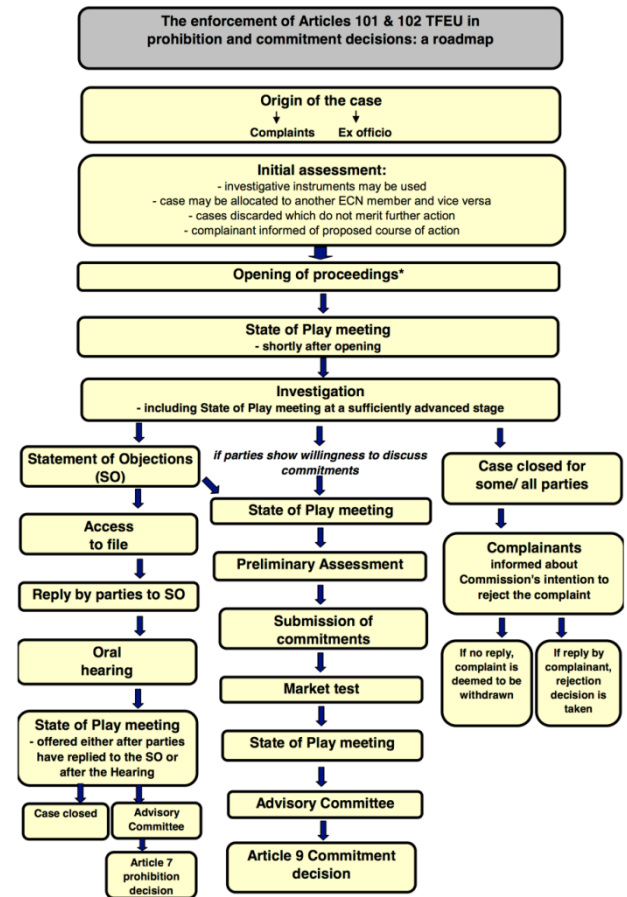 The enforcement of Articles 101 & 102 TFEU in
prohibition and commitment decisions: a roadmap
Origin of the case
Complaints Ex officio
Initial assessment:
- investigative instruments may be used
- case may be allocated to another ECN member and vice versa
- cases discarded which do not merit further action
- complainant informed of proposed course of action
Opening of proceedings*
State of Play meeting
- shortly after opening
Investigation
- including State of Play meeting at a sufficiently advanced stage
Statement of Objections
(SO)
Access
to file
Reply by parties to SO
Oral
hearing
State of Play meeting
- offered either after parties
have replied to the SO or
after the Hearing
Case closed
Advisory
Committee
Article 7
prohibition
decision
if parties show willingness to discuss
commitments
State of Play meeting
Preliminary Assessment
Submission of
commitments
Market test
State of Play meeting
Advisory Committee
Article 9 Commitment
decision
Case closed for
some/ all parties
Complainants
informed about
Commission's intention to
reject the complaint
If no reply,
complaint is
deemed to be
withdrawn
If reply by
complainant,
rejection
decision is
taken